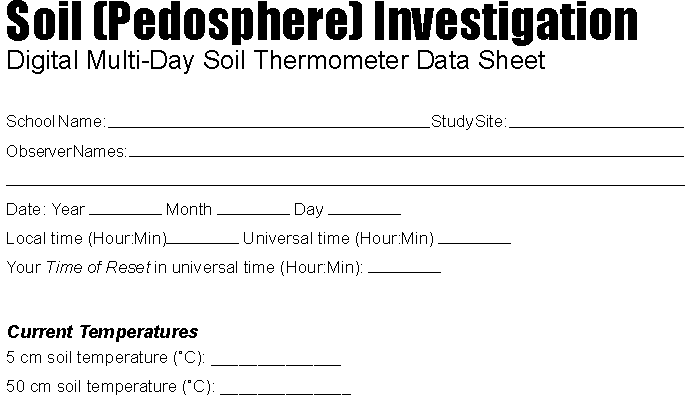 Soil (Pedosphere) Investigation
Digital Multi-Day Soil Thermometer Data Sheet
School Name: Study Site:
Observer Names:
Date: Year Month Day
Local time (Hour:Min) Universal time (Hour:Min)
Your Time of Reset in universal time (Hour:Min):
Current Temperatures
5 cm soil temperature (˚C): ______________
50 cm soil temperature (˚C): ______________